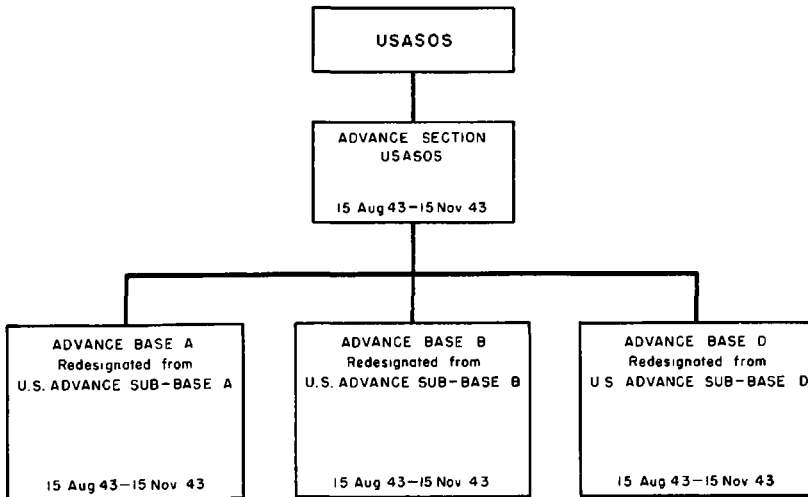 USASOS
ADVANCE SECTION
USASOS
15 Aug 43–15 Nov 43
ADVANCE BASE A
Redesignated from
U.S. ADVANCE SUB-BASE A
15 Aug 43–15 Nov 43
ADVANCE BASE B
Redesignated from
U.S. ADVANCE SUB-BASE B
15 Aug 43–15 Nov 43
ADVANCE BASE D
Redesignated from
U.S ADVANCE SUB-BASE D
15 Aug 43–15 Nov 43